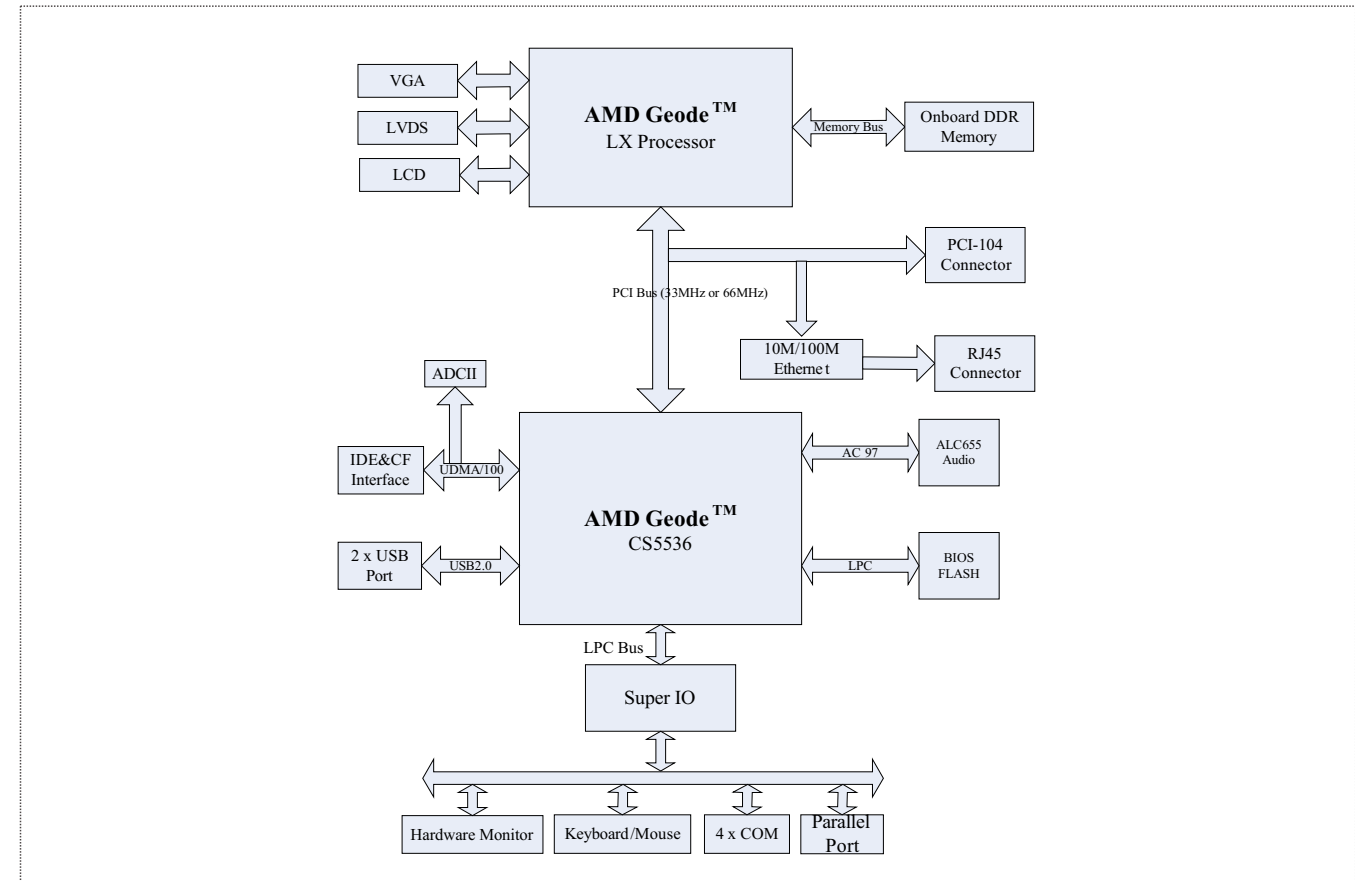 VGA
LVDS
LCD
AMD Geode™
LX Processor
Memory Bus
Onboard DDR
Memory
PCI-104
Connector
PCI Bus (33MHz or 66MHz)
10M/100M
Ethernet
RJ45
Connector
ADCII
IDE&CF
Interface
UDMA/100
AC 97
ALC655
Audio
AMD Geode™
CS5536
2 x USB
Port
USB2.0
LPC
BIOS
FLASH
LPC Bus
Super IO
Hardware Monitor
Keyboard/Mouse
4 x COM
Parallel
Port